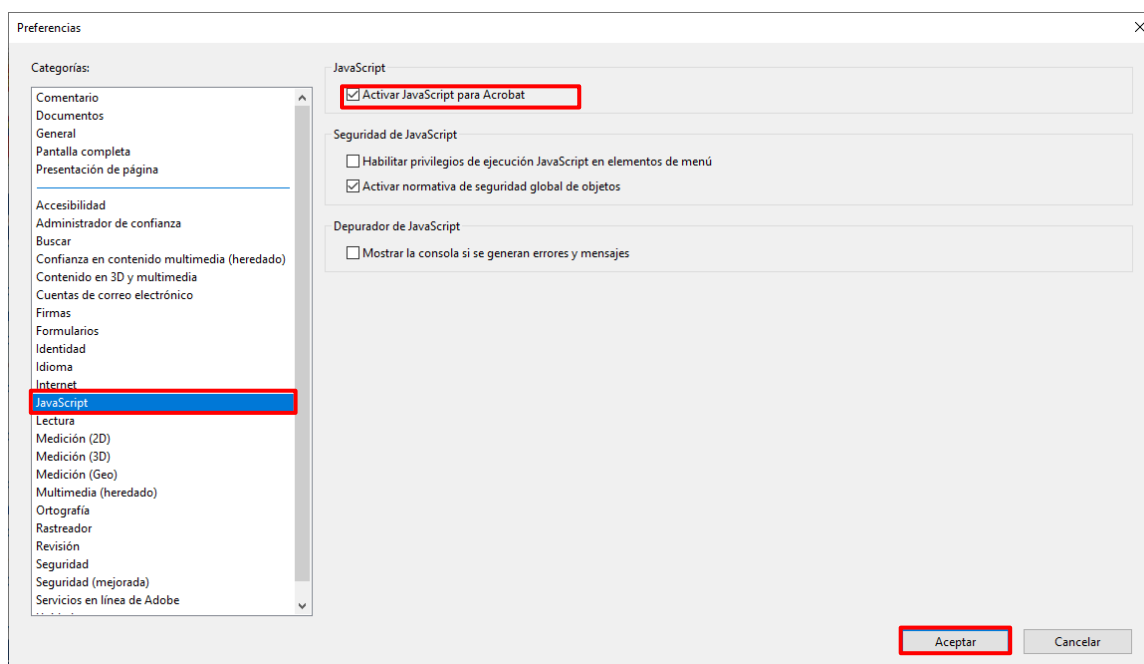 Preferencias
Categorías:
Comentario
Documentos
General
Pantalla completa
Presentación de página
Accesibilidad
Administrador de confianza
Buscar
Confianza en contenido multimedia (heredado)
Contenido en 3D y multimedia
Cuentas de correo electrónico
Firmas
Formularios
Identidad
Idioma
Internet
JavaScript
Lectura
Medición (2D)
Medición (3D)
Medición (Geo)
Multimedia (heredado)
Ortografía
Rastreador
Revisión
Seguridad
Seguridad (mejorada)
Servicios en línea de Adobe
JavaScript
Activar JavaScript para Acrobat
Seguridad de JavaScript
Habilitar privilegios de ejecución JavaScript en elementos de menú
Activar normativa de seguridad global de objetos
Depurador de JavaScript
Mostrar la consola si se generan errores y mensajes
Aceptar
Cancelar